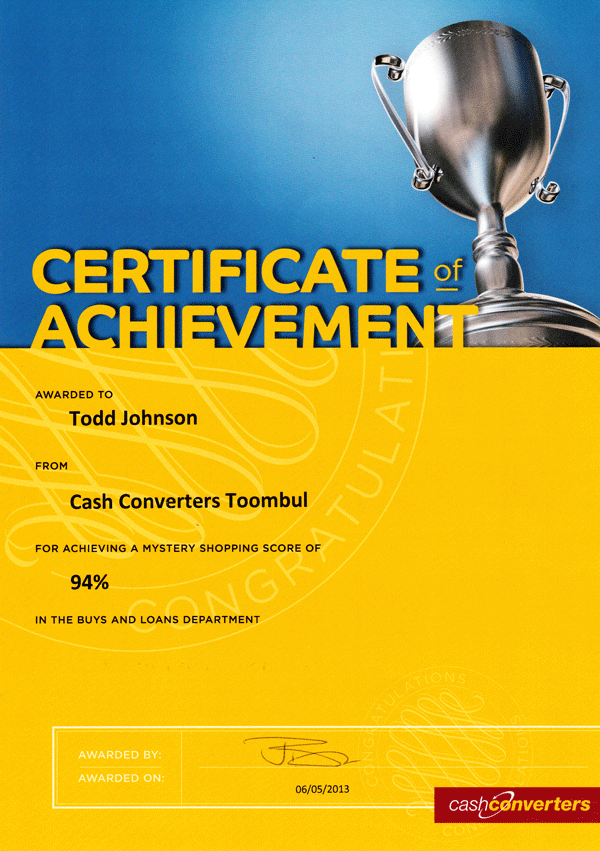 CERTIFICATE of
ACHIEVEMENT
AWARDED TO
Todd Johnson
FROM
Cash Converters Toombul
FOR ACHIEVING A MYSTERY SHOPPING SCORE OF
94%
IN THE BUYS AND LOANS DEPARTMENT
CONGRATULATI
CONGRATULATIONS
AWARDED BY:
AWARDED ON:
06/05/2013
cashconverters